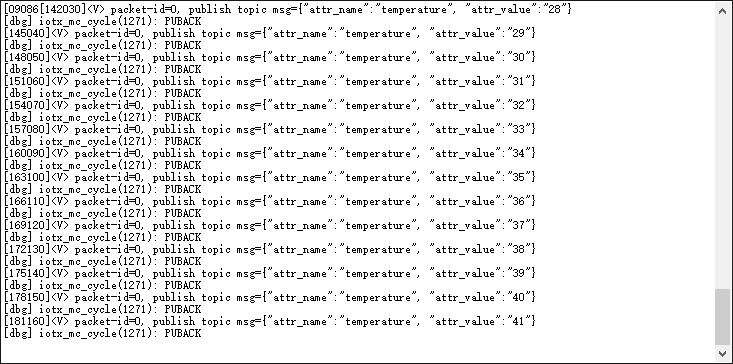 [09086[142030]<V> packet-id=0, publish topic msg={"attr_name":"temperature", "attr_value":"28"}
[dbg] iotx_mc_cycle(1271): PUBACK
[145040]<V> packet-id=0, publish topic msg={"attr_name":"temperature", "attr_value":"29"}
[dbg] iotx_mc_cycle(1271): PUBACK
[148050]<V> packet-id=0, publish topic msg={"attr_name":"temperature", "attr_value":"30"}
[dbg] iotx_mc_cycle(1271): PUBACK
[151060]<V> packet-id=0, publish topic msg={"attr_name":"temperature", "attr_value":"31"}
[dbg] iotx_mc_cycle(1271): PUBACK
[154070]<V> packet-id=0, publish topic msg={"attr_name":"temperature", "attr_value":"32"}
[dbg] iotx_mc_cycle(1271): PUBACK
[157080]<V> packet-id=0, publish topic msg={"attr_name":"temperature", "attr_value":"33"}
[dbg] iotx_mc_cycle(1271): PUBACK
[160090]<V> packet-id=0, publish topic msg={"attr_name":"temperature", "attr_value":"34"}
[dbg] iotx_mc_cycle(1271): PUBACK
[163100]<V> packet-id=0, publish topic msg={"attr_name":"temperature", "attr_value":"35"}
[dbg] iotx_mc_cycle(1271): PUBACK
[166110]<V> packet-id=0, publish topic msg={"attr_name":"temperature", "attr_value":"36"}
[dbg] iotx_mc_cycle(1271): PUBACK
[169120]<V> packet-id=0, publish topic msg={"attr_name":"temperature", "attr_value":"37"}
[dbg] iotx_mc_cycle(1271): PUBACK
[172130]<V> packet-id=0, publish topic msg={"attr_name":"temperature", "attr_value":"38"}
[dbg] iotx_mc_cycle(1271): PUBACK
[175140]<V> packet-id=0, publish topic msg={"attr_name":"temperature", "attr_value":"39"}
[dbg] iotx_mc_cycle(1271): PUBACK
[178150]<V> packet-id=0, publish topic msg={"attr_name":"temperature", "attr_value":"40"}
[dbg] iotx_mc_cycle(1271): PUBACK
[181160]<V> packet-id=0, publish topic msg={"attr_name":"temperature", "attr_value":"41"}
[dbg] iotx_mc_cycle(1271): PUBACK